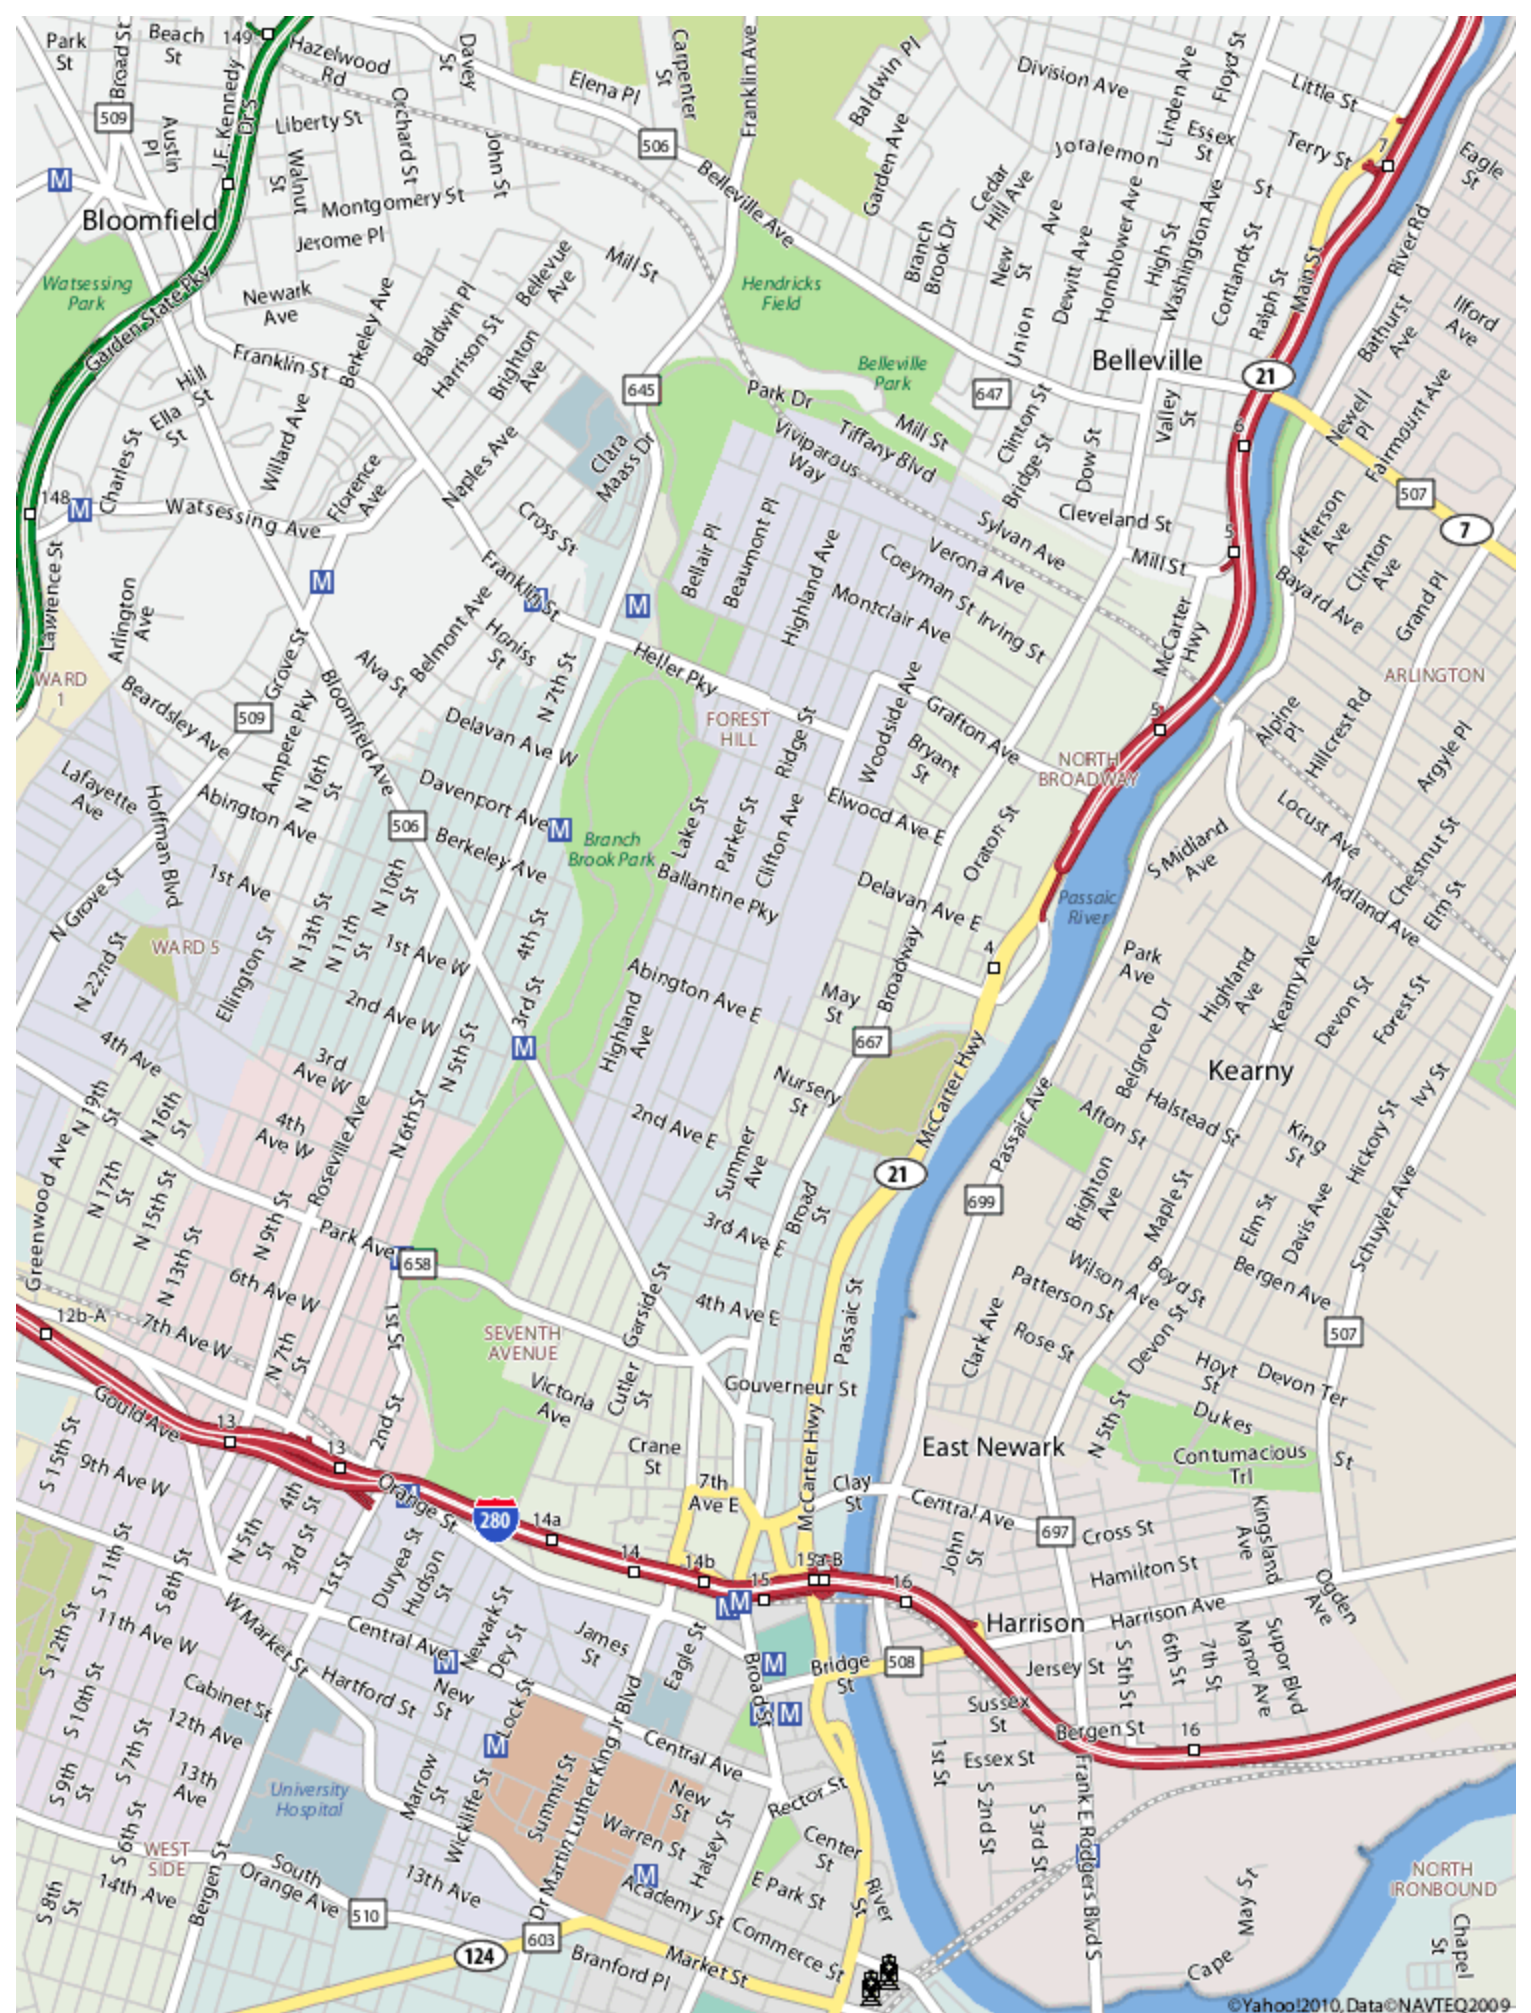 Park
St
Broad St
Beach
St
149
Hazelwood
Rd
Davey
St
Elena Pl
Carpenter
St
Franklin Ave
Baldwin Pl
Division Ave
Linden Ave
Floyd St
Little St
509
Austin
Pl
J.F. Kennedy
Dr S
Liberty St
Orchard St
John St
506
Garden Ave
Joralemon
St
Essex
St
Terry St
7
Eagle
St
M
Bloomfield
Walnut
St
Montgomery St
Jerome Pl
Belleville Ave
Cedar
Hill Ave
Branch
Brook Dr
New
St
Ave
Dewitt Ave
Hornblower Ave
High St
Washington Ave
Cortlandt St
Ralph St
Main St
River Rd
Watsessing
Park
Garden State Pky
Newark
Ave
Berkeley Ave
Baldwin Pl
Bellevue
Ave
Mill St
Hendricks
Field
Union
Bathurst
Ave
Ilford
Ave
Franklin St
Harrison St
Brighton
Ave
Belleville
Park
Belleville
21
Hill
St
Ella
St
645
Park Dr
647
Clinton St
Valley
St
Newell
Pl
Fairmount Ave
Charles St
Willard Ave
Florence
Ave
Naples Ave
Clara
Maass Dr
Viviparous
Way
Tiffany Blvd
Mill St
Bridge St
Dow St
6
507
148
M
Watsessing Ave
Cross St
Beaumont Pl
Sylvan Ave
Cleveland St
5
Jefferson
Ave
7
Lawrence St
M
Franklin St
M
M
Bellair Pl
Highland Ave
Verona Ave
Coeyman St
Irving St
Mill St
Clinton
Ave
Bayard Ave
Grand Pl
Arlington
Ave
Belmont Ave
Honiss
St
Montclair Ave
McCarter
Hwy
WARD
1
Grove St
Alva St
Heller Pky
ARLINGTON
Beardsley Ave
509
Ampere Pky
Bloomfield Ave
N 7th St
Delavan Ave W
FOREST
HILL
Ridge St
Woodside Ave
Grafton Ave
5
Alpine
Pl
Hillcrest Rd
Argyle Pl
Lafayette
Ave
Hoffman Blvd
N 16th
St
Davenport Ave
Bryant
St
NORTH
BROADWAY
Abington Ave
506
M
Branch
Brook Park
Lake St
Parker St
Clifton Ave
Elwood Ave E
Oraton St
Locust Ave
Chestnut St
Berkeley Ave
S Midland
Ave
N Grove St
1st Ave
N 10th
St
Ballantine Pky
Delavan Ave E
Passaic
River
Midland Ave
Elm St
WARD 5
N 22nd St
Ellington St
N 13th St
N 11th
St
1st Ave W
4th St
4
Broadway
Park
Ave
Highland
Ave
Kearny Ave
2nd Ave W
3rd St
Abington Ave E
May
St
Devon St
Forest St
4th Ave
3rd
Ave W
N 5th St
M
Highland
Ave
667
McCarter Hwy
Kearny
Belgrove Dr
Ivy St
N 19th
St
N 16th
St
4th
Ave W
Roseville Ave
N 6th St
Nursery
St
2nd Ave E
Passaic Ave
Afton St
Halstead St
King
St
Hickory St
Greenwood Ave
N 17th
St
N 15th St
Summer
Ave
21
Brighton
Ave
Maple St
N 9th St
Park Ave
3rd Ave E
Broad
St
699
Elm St
Davis Ave
Schuyler Ave
N 13th St
6th Ave W
658
Garside St
Wilson Ave
Boyd St
Bergen Ave
12b-A
7th Ave W
1st St
4th Ave E
Passaic St
Patterson St
Devon St
N 7th
St
SEVENTH
AVENUE
Clark Ave
Rose St
507
Gould Ave
Victoria
Ave
Cutler
St
Gouverneur St
Hoyt
St
Devon Ter
13
2nd St
N 5th St
Dukes
St
S 15th St
13
Crane
St
East Newark
Contumacious
Trl
9th Ave W
Orange St
7th
Ave E
McCarter Hwy
Clay
St
4th
St
280
14a
Central Ave
697
Cross St
Kingsland
Ave
N 5th
St
3rd St
14
14b
15
15a-B
16
John
St
Hamilton St
S 11th St
S 8th St
1st St
Duryea St
Hudson
St
Ogden
Ave
S 12th St
11th Ave W
W Market St
Central Ave
Newark St
Dey St
James
St
Eagle St
M
Harrison
Harrison Ave
M
Hartford St
Broad St
M
Bridge
St
508
Jersey St
S 5th St
6th St
7th St
Manor Ave
Supor Blvd
S 10th St
Cabinet St
12th Ave
New
St
Lock St
M
Sussex
St
Bergen St
16
S 9th
St
S 7th St
13th
Ave
M
Central Ave
1st St
Essex St
University
Hospital
Marrow
St
Wickliffe St
Summit St
Dr Martin Luther King Jr Blvd
New
St
Rector St
S 2nd St
S 3rd St
Frank E Rodgers Blvd S
S 6th St
Warren St
Halsey St
Center
St
WEST
SIDE
South
Orange Ave
13th Ave
M
E Park St
NORTH
IRONBOUND
S 8th
St
14th Ave
Bergen St
510
Academy St
River
St
Cape
May St
603
Commerce St
Chapel
St
124
Branford Pl
Market St
©Yahoo!2010, Data©NAVTEQ2009